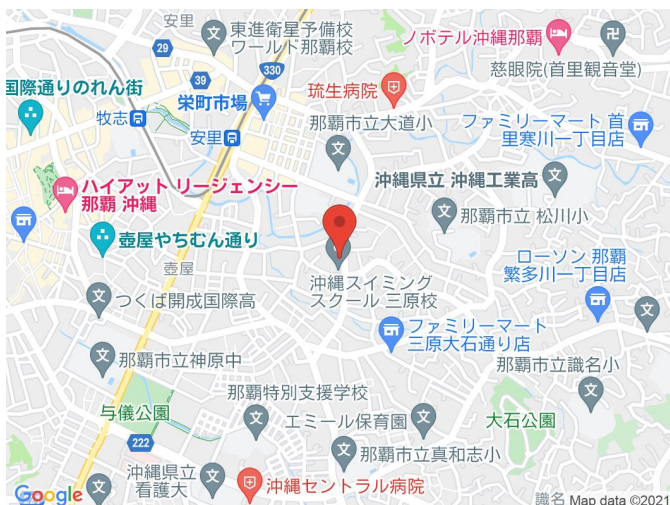 安里
東進衛星予備校
ワールド那覇校
ノボテル沖縄那覇
慈眼院(首里観音堂)
29
39
330
国際通りのれん街
栄町市場
琉生病院
牧志
安里
那覇市立大道小
ファミリーマート 首
里寒川一丁目店
沖縄県立 沖縄工業高
ハイアット リージェンシー
那覇 沖縄
那覇市立 松川小
壺屋やちむん通り
壺屋
ローソン 那覇
繁多川一丁目店
沖縄スイミング
スクール 三原校
つくば開成国際高
ファミリーマート
三原大石通り店
那覇市立神原中
那覇市立識名小
那覇特別支援学校
与儀公園
エミール保育園
大石公園
222
那覇市立真和志小
沖縄県立
看護大
沖縄セントラル病院
Google
識名
Map data ©2021